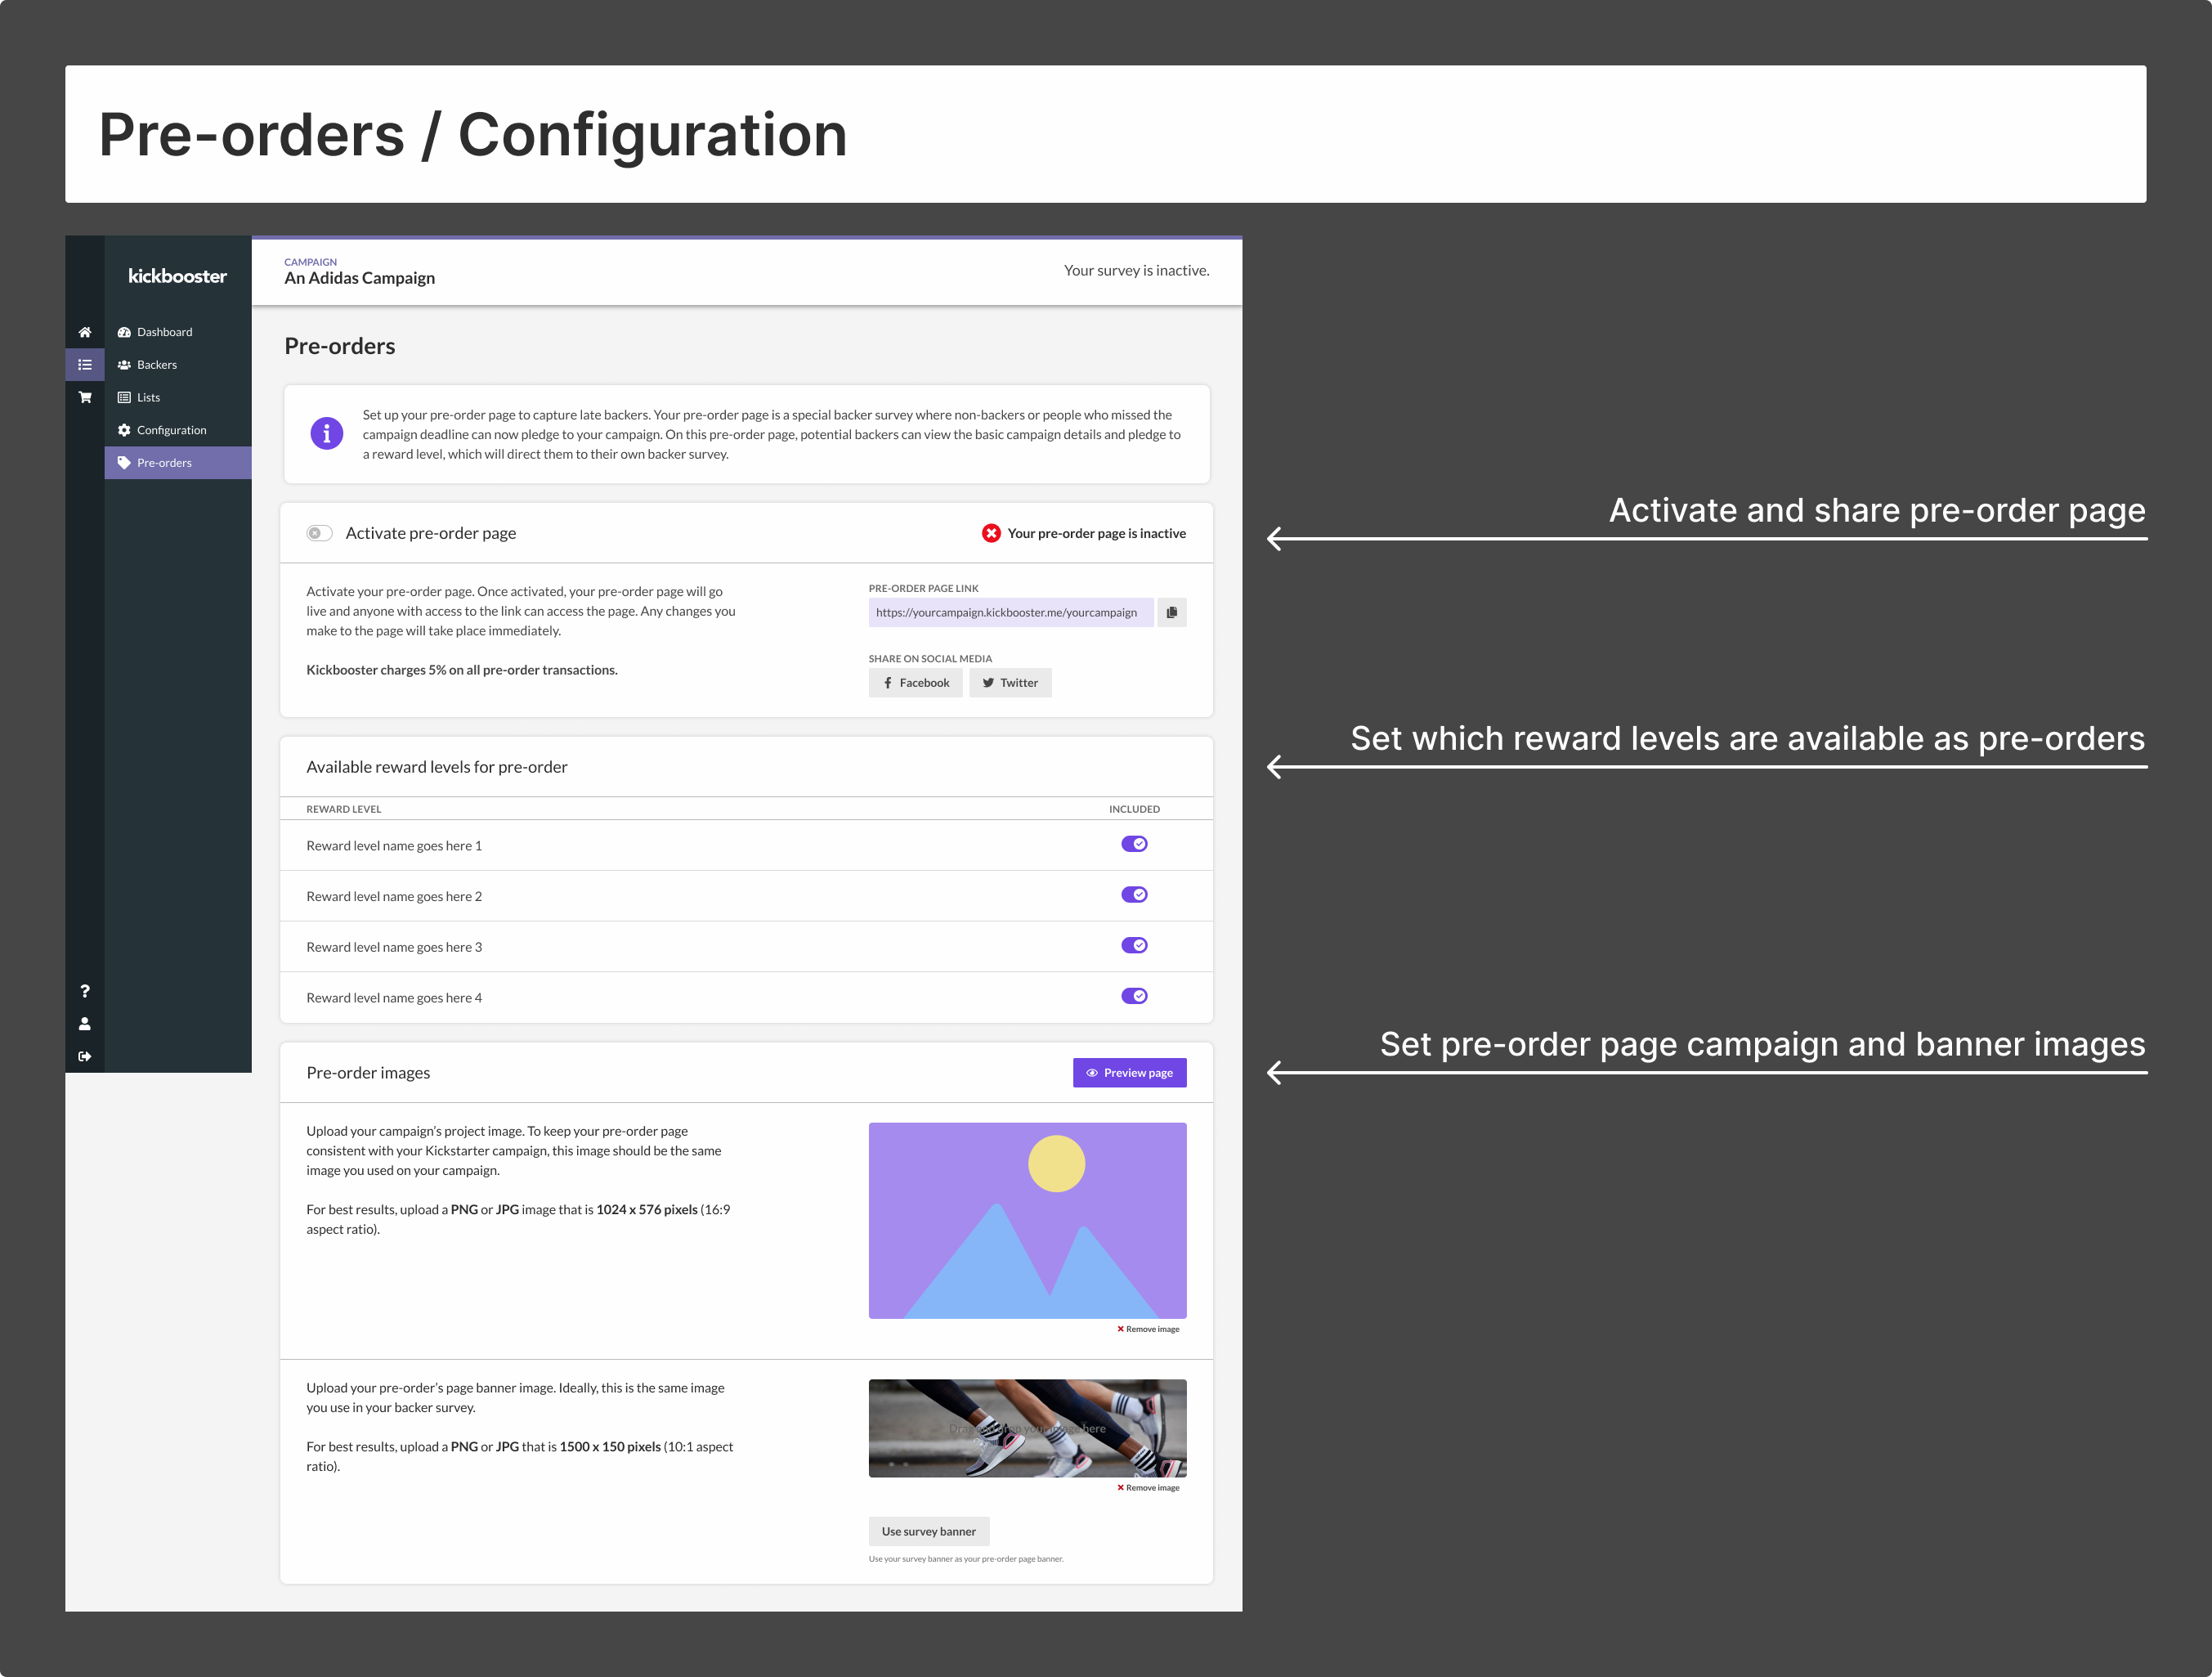 Pre-orders / Configuration
kickbooster
Dashboard
Backers
Lists
Configuration
Pre-orders
CAMPAIGN
An Adidas Campaign
Your survey is inactive.
Pre-orders
Set up your pre-order page to capture late backers. Your pre-order page is a special backer survey where non-backers or people who missed the
campaign deadline can now pledge to your campaign. On this pre-order page, potential backers can view the basic campaign details and pledge to
a reward level, which will direct them to their own backer survey.
Activate pre-order page
Your pre-order page is inactive
Activate your pre-order page. Once activated, your pre-order page will go
live and anyone with access to the link can access the page. Any changes you
make to the page will take place immediately.
Kickbooster charges 5% on all pre-order transactions.
PRE-ORDER PAGE LINK
https://yourcampaign.kickbooster.me/yourcampaign
SHARE ON SOCIAL MEDIA
Facebook
Twitter
Available reward levels for pre-order
REWARD LEVEL
INCLUDED
Reward level name goes here 1
Reward level name goes here 2
Reward level name goes here 3
Reward level name goes here 4
Pre-order images
Preview page
Upload your campaign's project image. To keep your pre-order page
consistent with your Kickstarter campaign, this image should be the same
image you used on your campaign.
For best results, upload a PNG or JPG image that is 1024 x 576 pixels (16:9
aspect ratio).
Remove image
Upload your pre-order's page banner image. Ideally, this is the same image
you use in your backer survey.
For best results, upload a PNG or JPG that is 1500 x 150 pixels (10:1 aspect
ratio).
your image here
Remove image
Use survey banner
Use your survey banner as your pre-order page banner.
Activate and share pre-order page
Set which reward levels are available as pre-orders
Set pre-order page campaign and banner images